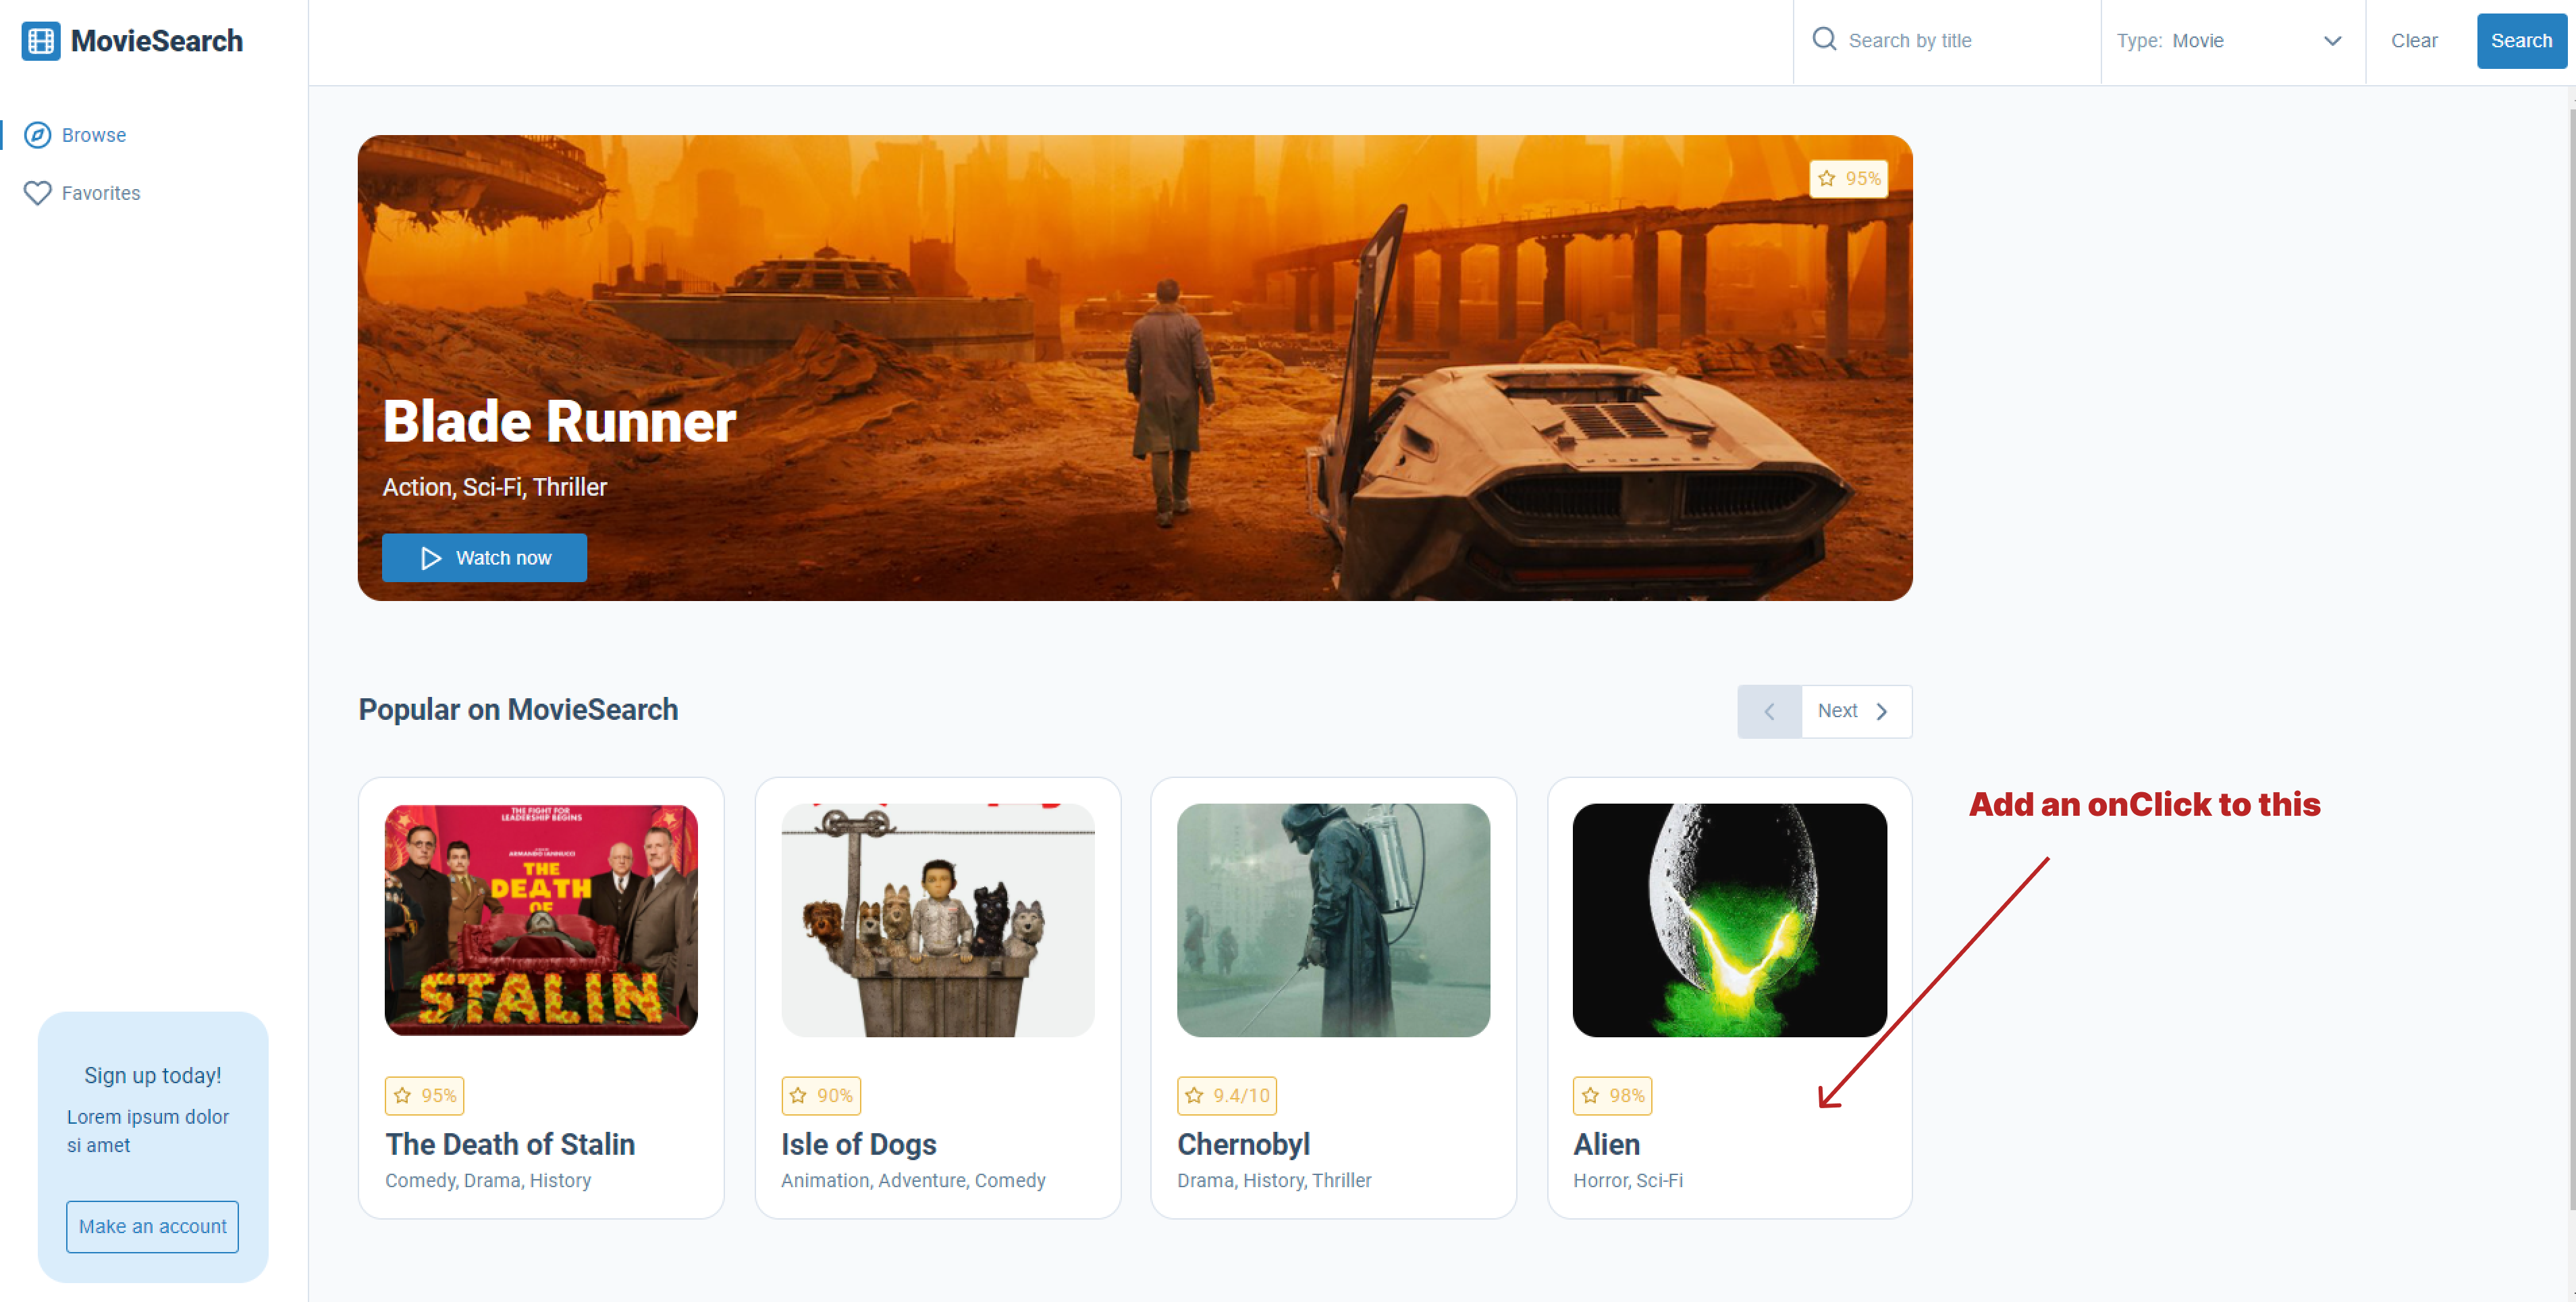 MovieSearch
Search by title
Type: Movie
Clear
Search
Browse
Favorites
95%
Blade Runner
Action, Sci-Fi, Thriller
Watch now
Popular on MovieSearch
Next
Add an onClick to this
THE FIGHT FOR
LEADERSHIP BEGINS
ARMANDO IANNUCCI
THE
DEATH
OF
STALIN
95%
The Death of Stalin
Comedy, Drama, History
90%
Isle of Dogs
Animation, Adventure, Comedy
9.4/10
Chernobyl
Drama, History, Thriller
98%
Alien
Horror, Sci-Fi
Sign up today!
Lorem ipsum dolor
si amet
Make an account